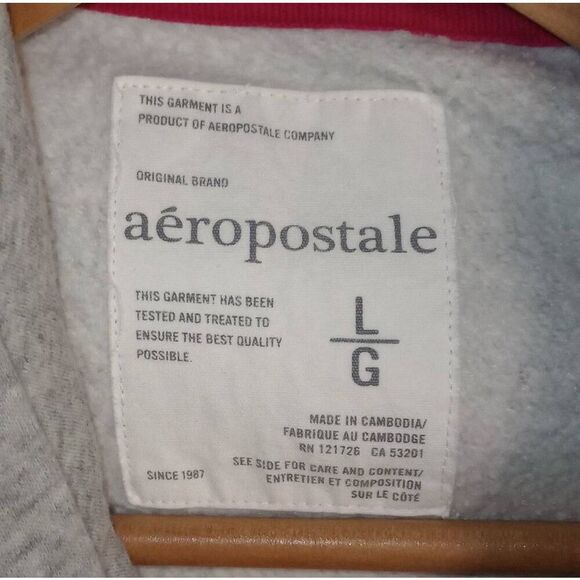 THIS GARMENT IS A
PRODUCT OF AEROPOSTALE COMPANY
ORIGINAL BRAND
aéropostale
THIS GARMENT HAS BEEN
TESTED AND TREATED TO
ENSURE THE BEST QUALITY
POSSIBLE.
L
G
MADE IN CAMBODIA/
FABRIQUE AU CAMBODGE
RN 121726 CA 53201
SEE SIDE FOR CARE AND CONTENT/
ENTRETIEN ET COMPOSITION
SUR LE CÔTÉ
SINCE 1987